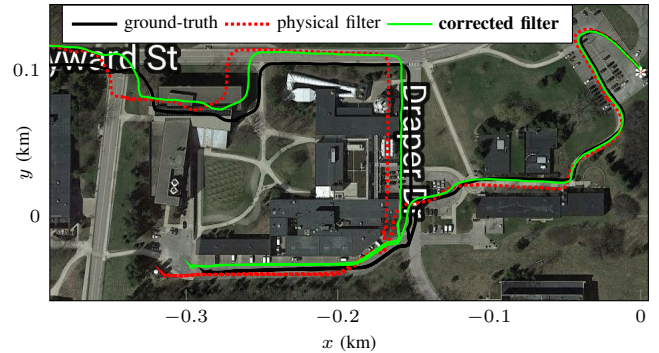 ground-truth physical filter corrected filter
yward St
Draper D
0.1
0
y (km)
−0.3 −0.2 −0.1 0
x (km)